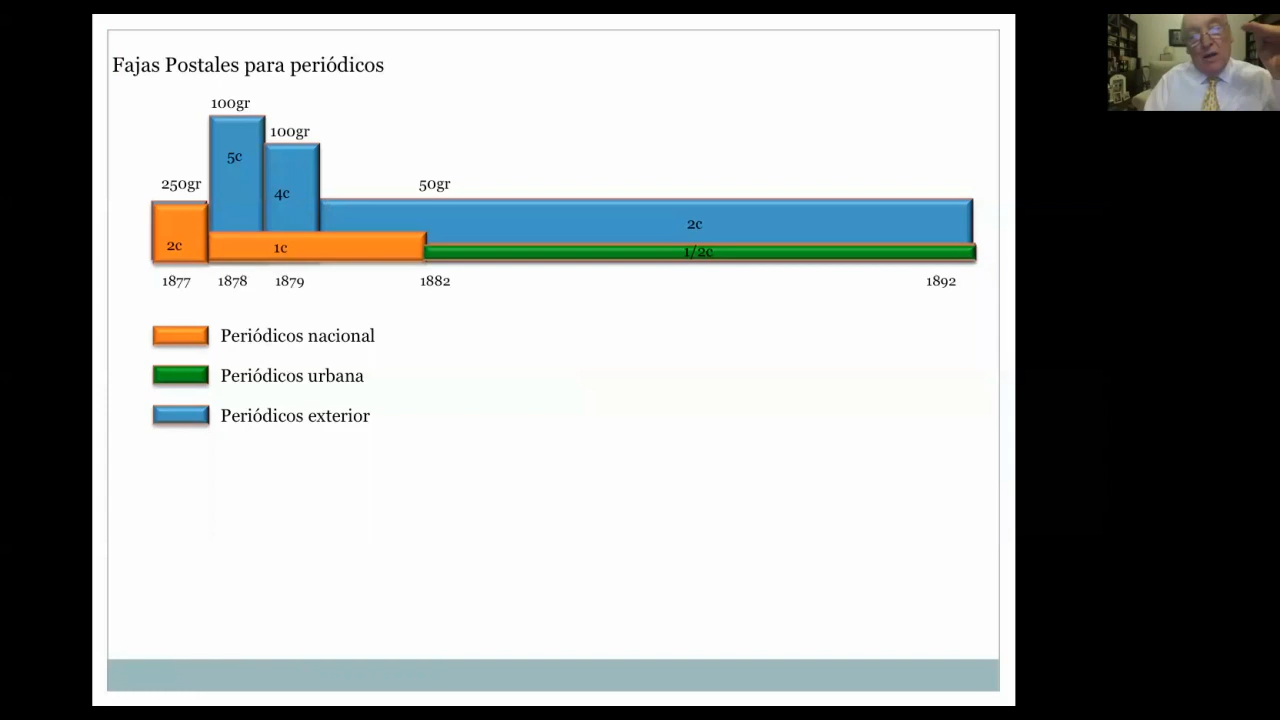 Fajas Postales para periódicos
100gr
100gr
5c
250gr
50gr
4c
2c
2c
1c
1/2c
1877
1878
1879
1882
1892
Periódicos nacional
Periódicos urbana
Periódicos exterior